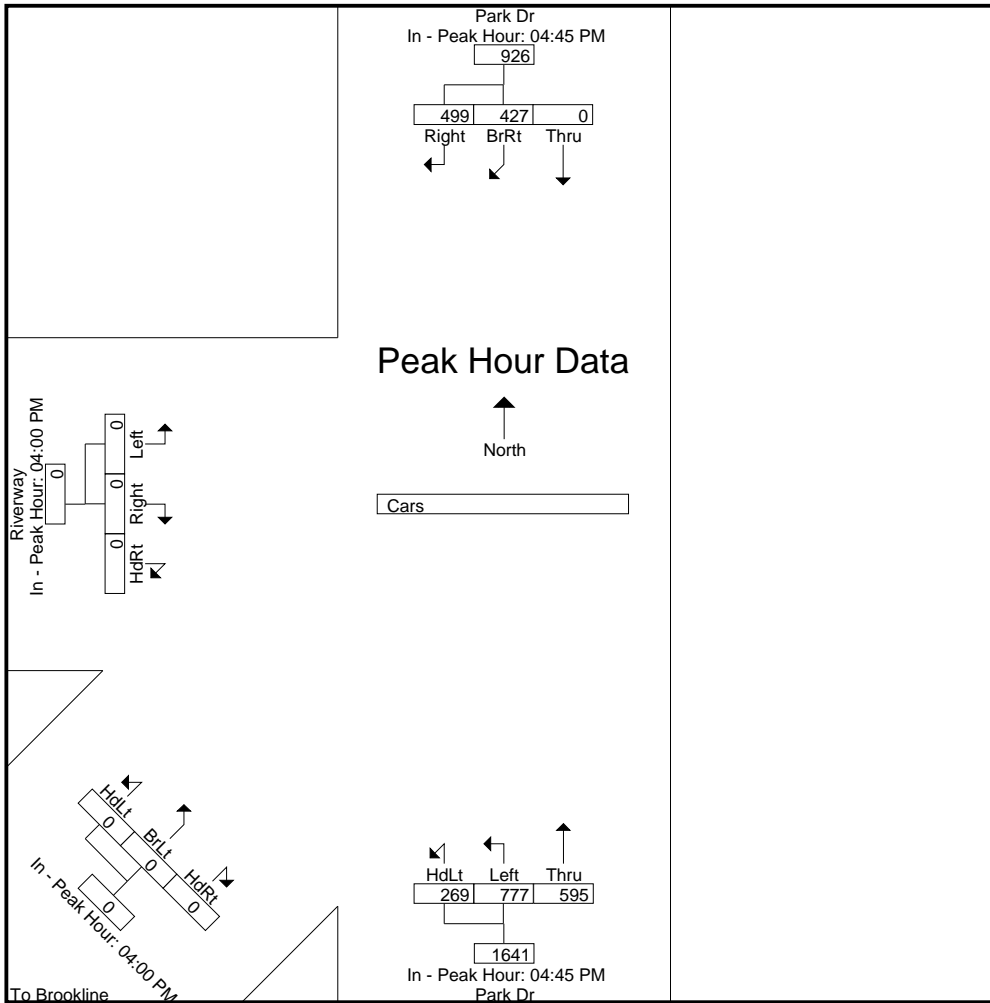 Park Dr
In - Peak Hour: 04:45 PM
926
499 427 0
Right BrRt Thru
Peak Hour Data
North
Cars
Riverway
In - Peak Hour: 04:00 PM
0
0 0 0
Left Right HdRt
HdLt BrLt HdRt
0 0 0
0
In - Peak Hour: 04:00 PM
To Brookline
HdLt Left Thru
269 777 595
1641
In - Peak Hour: 04:45 PM
Park Dr